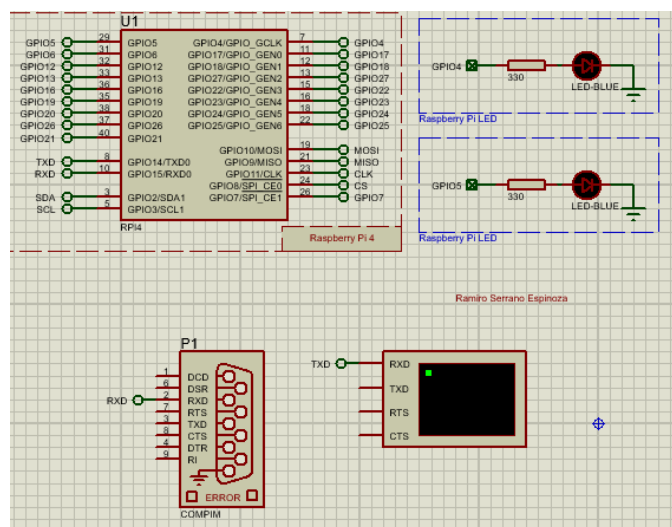 U1
GPIO5 29 GPIO5 GPIO4/GPIO_GCLK 7 GPIO4
GPIO6 31 GPIO6 GPIO17/GPIO_GEN0 11 GPIO17
GPIO12 32 GPIO12 GPIO18/GPIO_GEN1 12 GPIO18
GPIO13 33 GPIO13 GPIO27/GPIO_GEN2 13 GPIO27
GPIO16 36 GPIO16 GPIO22/GPIO_GEN3 15 GPIO22
GPIO19 35 GPIO19 GPIO23/GPIO_GEN4 16 GPIO23
GPIO20 38 GPIO20 GPIO24/GPIO_GEN5 18 GPIO24
GPIO26 37 GPIO26 GPIO25/GPIO_GEN6 22 GPIO25
GPIO21 40 GPIO21
GPIO10/MOSI 19 MOSI
TXD 8 GPIO14/TXD0 GPIO9/MISO 21 MISO
RXD 10 GPIO15/RXD0 GPIO11/CLK 23 CLK
GPIO8/SPI_CE0 24 CS
SDA 3 GPIO2/SDA1 GPIO7/SPI_CE1 26 GPIO7
SCL 5 GPIO3/SCL1
RPI4
Raspberry Pi 4
GPIO4
330
LED-BLUE
Raspberry Pi LED
GPIO5
330
LED-BLUE
Raspberry Pi LED
Ramiro Serrano Espinoza
P1
1 DCD
6 DSR
RXD 2 RXD
7 RTS
3 TXD
8 CTS
4 DTR
9 RI
ERROR
COMPIM
TXD RXD
TXD
RTS
CTS